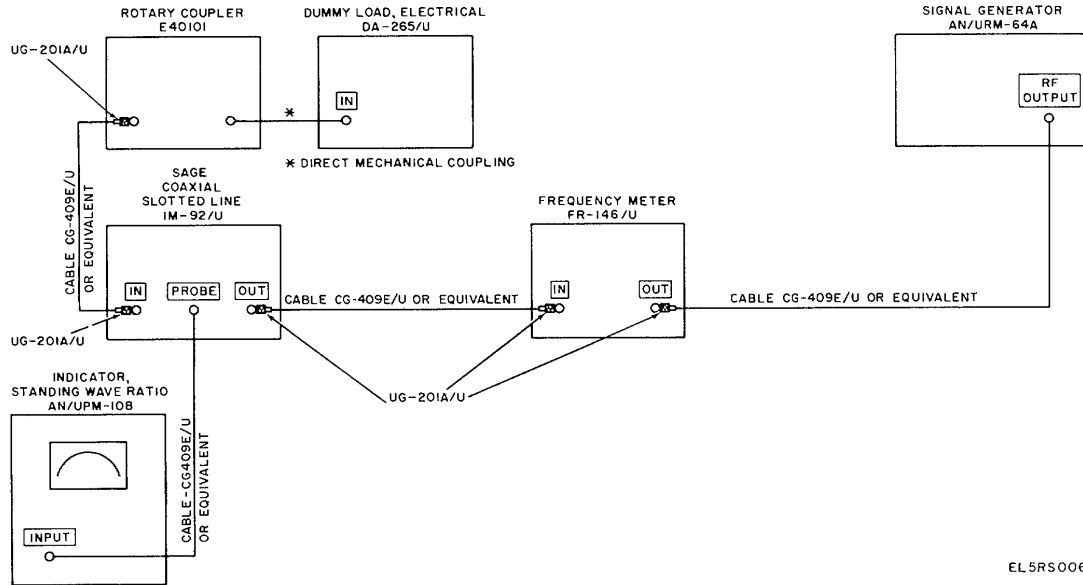 ROTARY COUPLER
E40101
DUMMY LOAD, ELECTRICAL
DA-265/U
SIGNAL GENERATOR
AN/URM-64A
UG-201A/U
IN
RF
OUTPUT
* DIRECT MECHANICAL COUPLING
*
CABLE CG-409E/U
OR EQUIVALENT
SAGE
COAXIAL
SLOTTED LINE
IM-92/U
FREQUENCY METER
FR-146/U
IN
PROBE
OUT
CABLE CG-409E/U OR EQUIVALENT
IN
OUT
CABLE CG-409E/U OR EQUIVALENT
UG-201A/U
UG-201A/U
INDICATOR,
STANDING WAVE RATIO
AN/UPM-108
CABLE-CG409E/U
OR EQUIVALENT
INPUT
EL5RS006